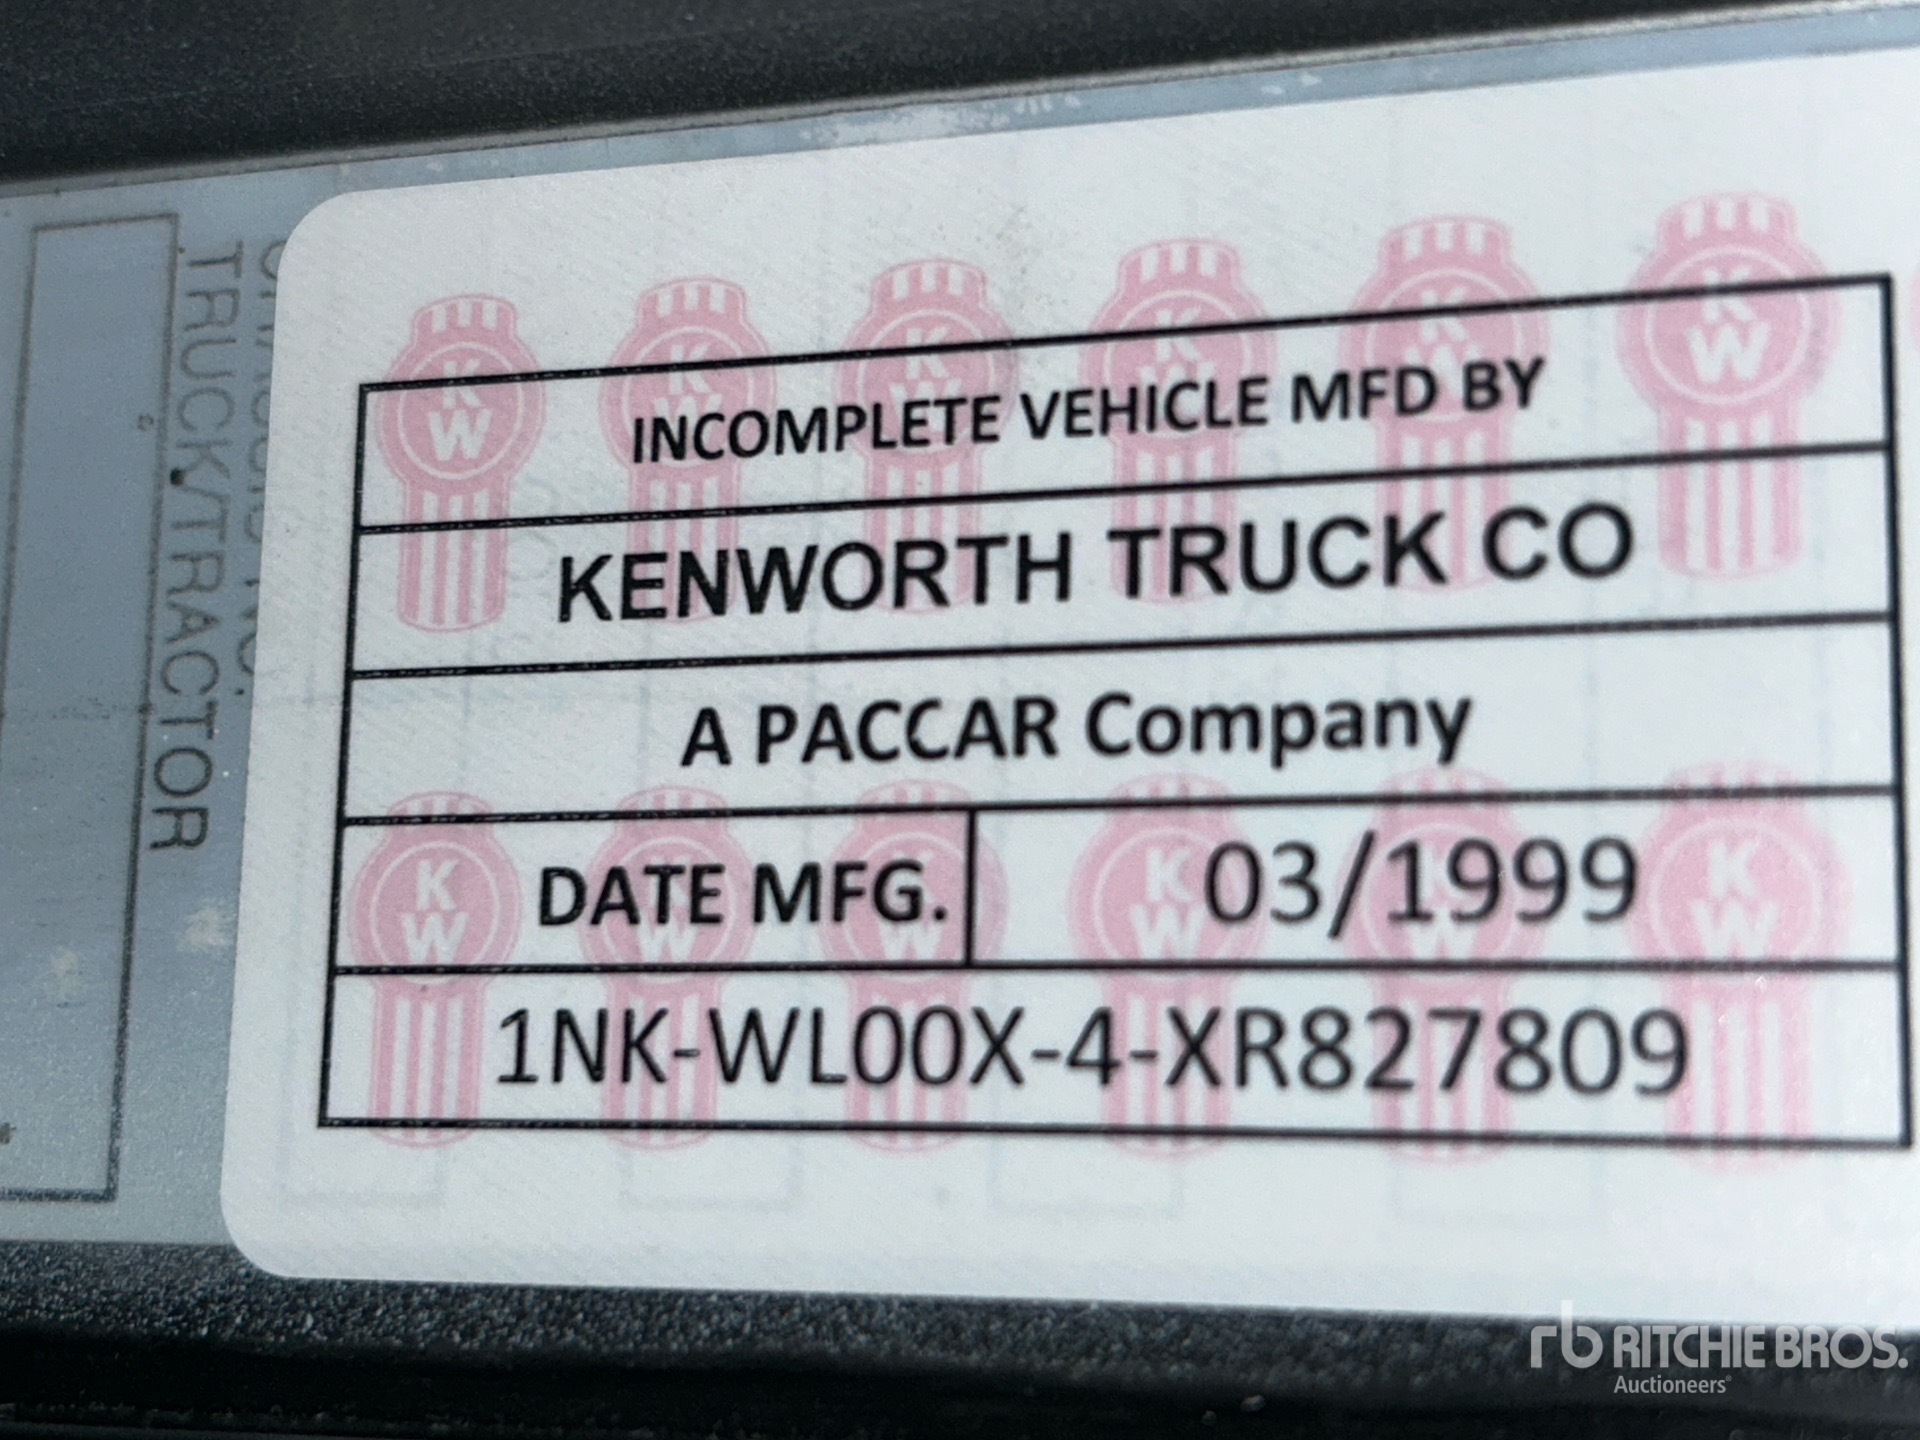 TRUCK/TRACTOR
INCOMPLETE VEHICLE MFD BY
KENWORTH TRUCK CO
A PACCAR Company
DATE MFG. 03/1999
1NK-WL00X-4-XR827809
rb RITCHIE BROS.
Auctioneers